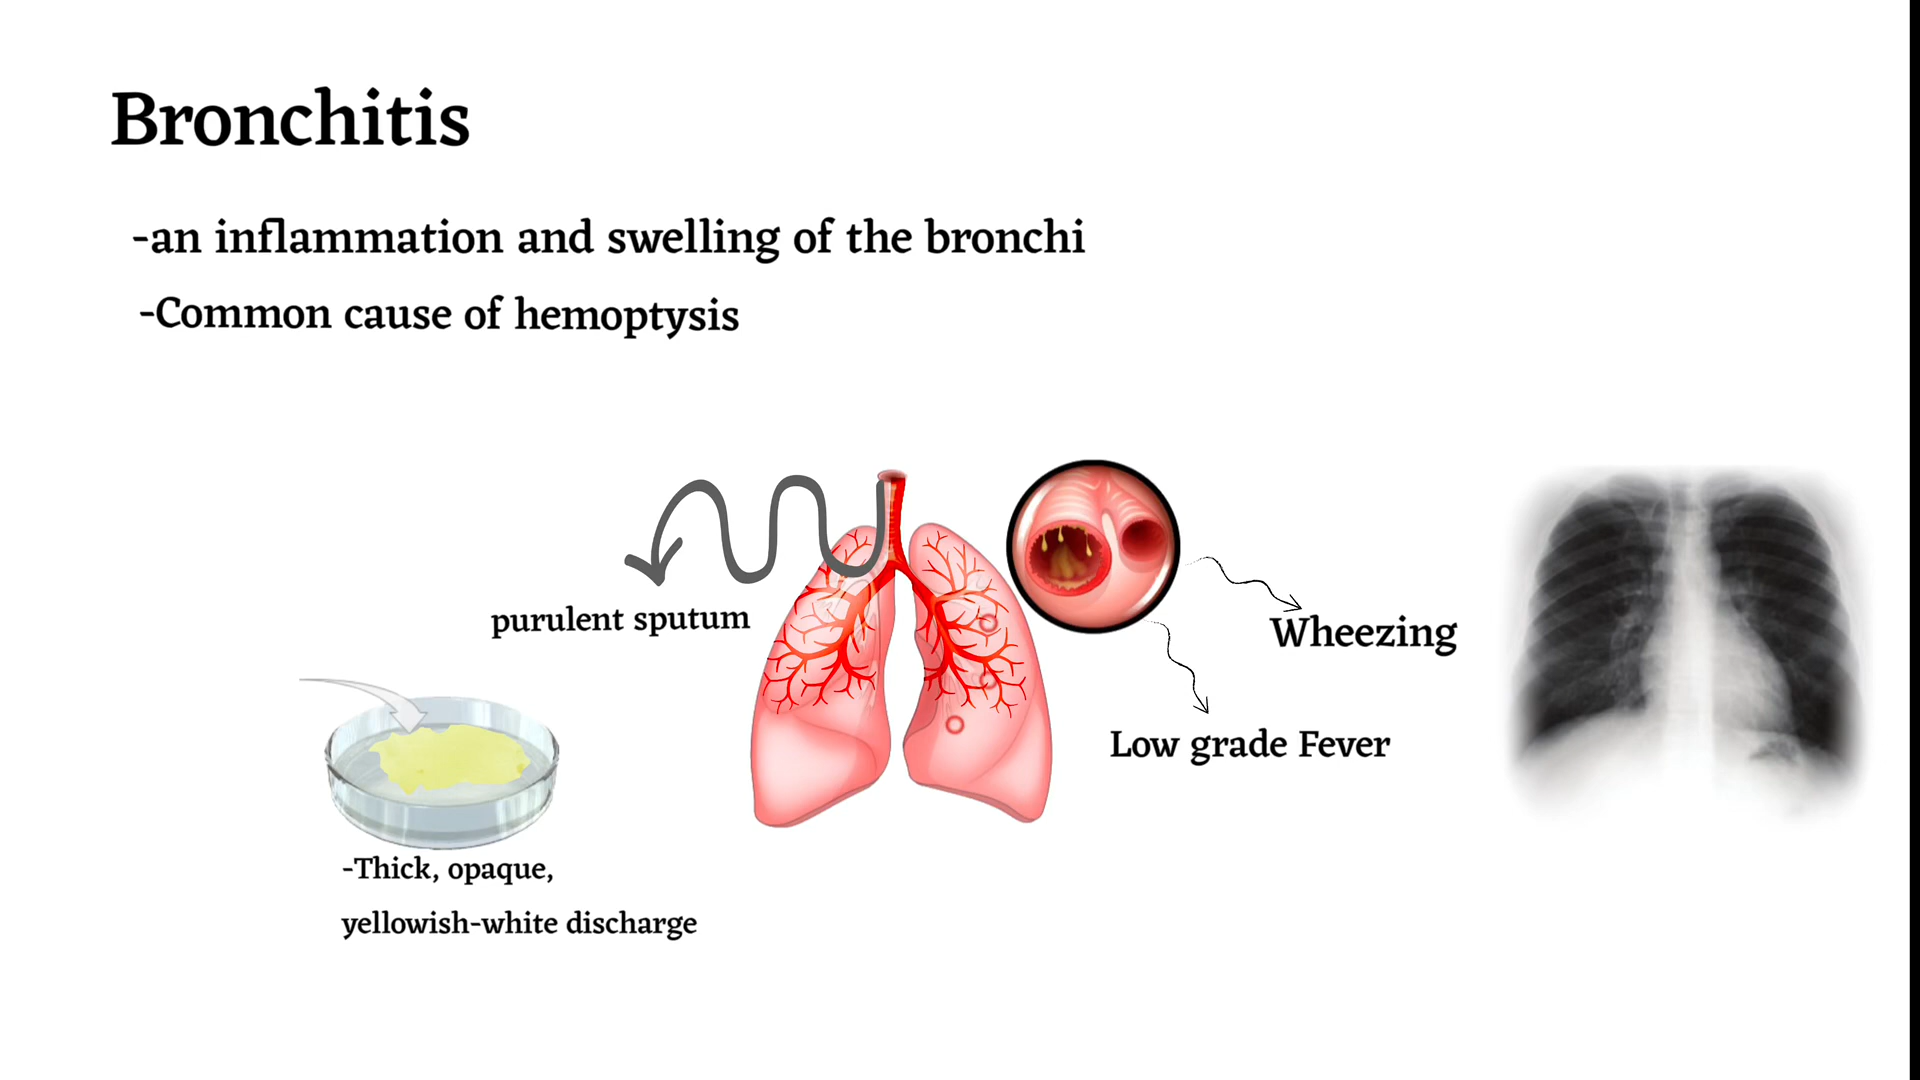 Bronchitis
-an inflammation and swelling of the bronchi
-Common cause of hemoptysis
purulent sputum
Wheezing
Low grade Fever
-Thick, opaque,
yellowish-white discharge